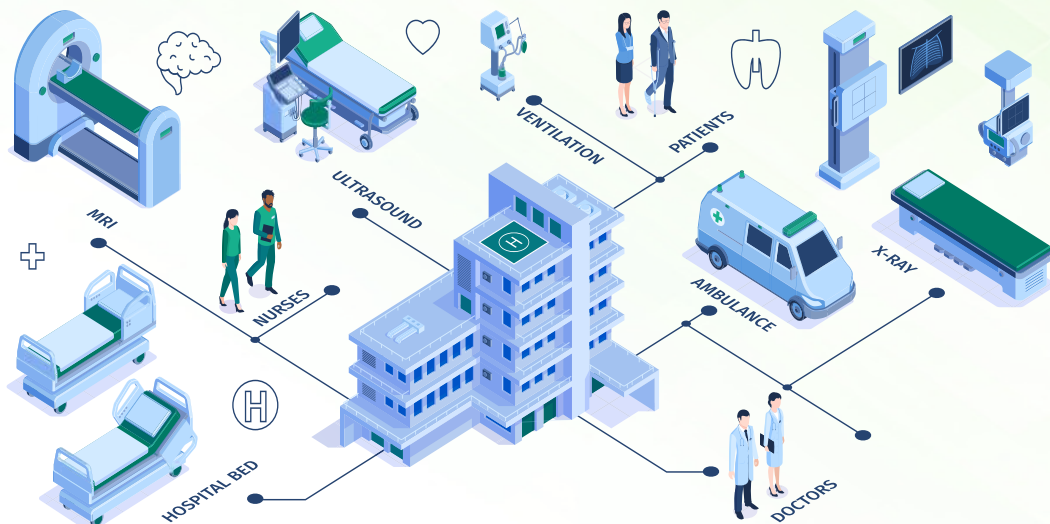 VENTILATION
PATIENTS
MRI
ULTRASOUND
H
X-RAY
NURSES
AMBULANCE
H
HOSPITAL BED
DOCTORS